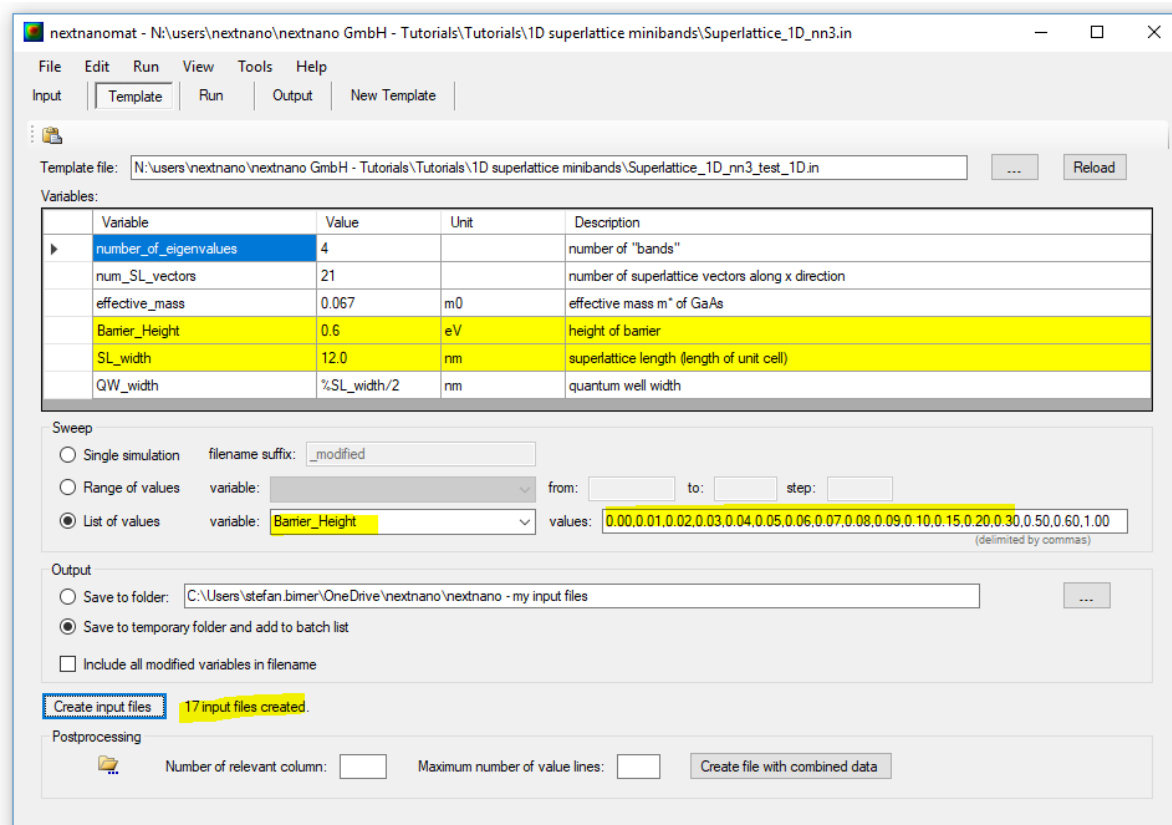 nextnanomat - N:\users\nextnano\nextnano GmbH - Tutorials\Tutorials\1D superlattice minibands\Superlattice_1D_nn3.in
File Edit Run View Tools Help
Input Template Run Output New Template
Template file: N:\users\nextnano\nextnano GmbH - Tutorials\Tutorials\1D superlattice minibands\Superlattice_1D_nn3_test_1D.in ... Reload
Variables:
Variable Value Unit Description
number_of_eigenvalues 4 number of "bands"
num_SL_vectors 21 number of superlattice vectors along x direction
effective_mass 0.067 m0 effective mass m* of GaAs
Barrier_Height 0.6 eV height of barrier
SL_width 12.0 nm superlattice length (length of unit cell)
QW_width %SL_width/2 nm quantum well width
Sweep
Single simulation filename suffix: _modified
Range of values variable: from: to: step:
List of values variable: Barrier_Height values: 0.00,0.01,0.02,0.03,0.04,0.05,0.06,0.07,0.08,0.09,0.10,0.15,0.20,0.30,0.50,0.60,1.00
(delimited by commas)
Output
Save to folder: C:\Users\stefan.birner\OneDrive\nextnano\nextnano - my input files ...
Save to temporary folder and add to batch list
Include all modified variables in filename
Create input files 17 input files created.
Postprocessing
Number of relevant column: Maximum number of value lines: Create file with combined data